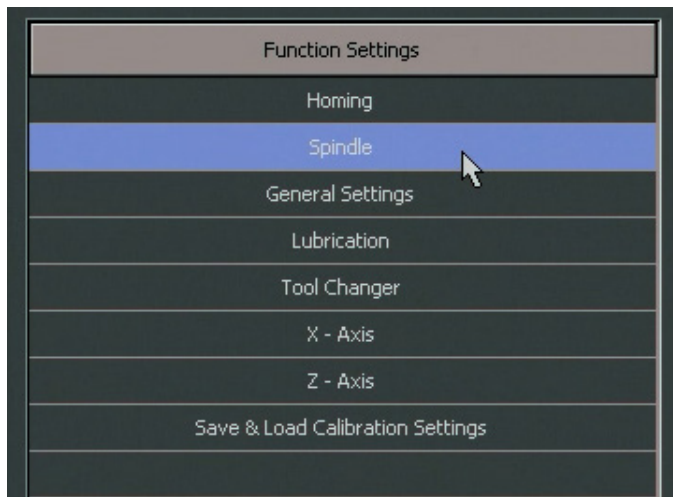 Function Settings
Homing
Spindle
General Settings
Lubrication
Tool Changer
X - Axis
Z - Axis
Save & Load Calibration Settings